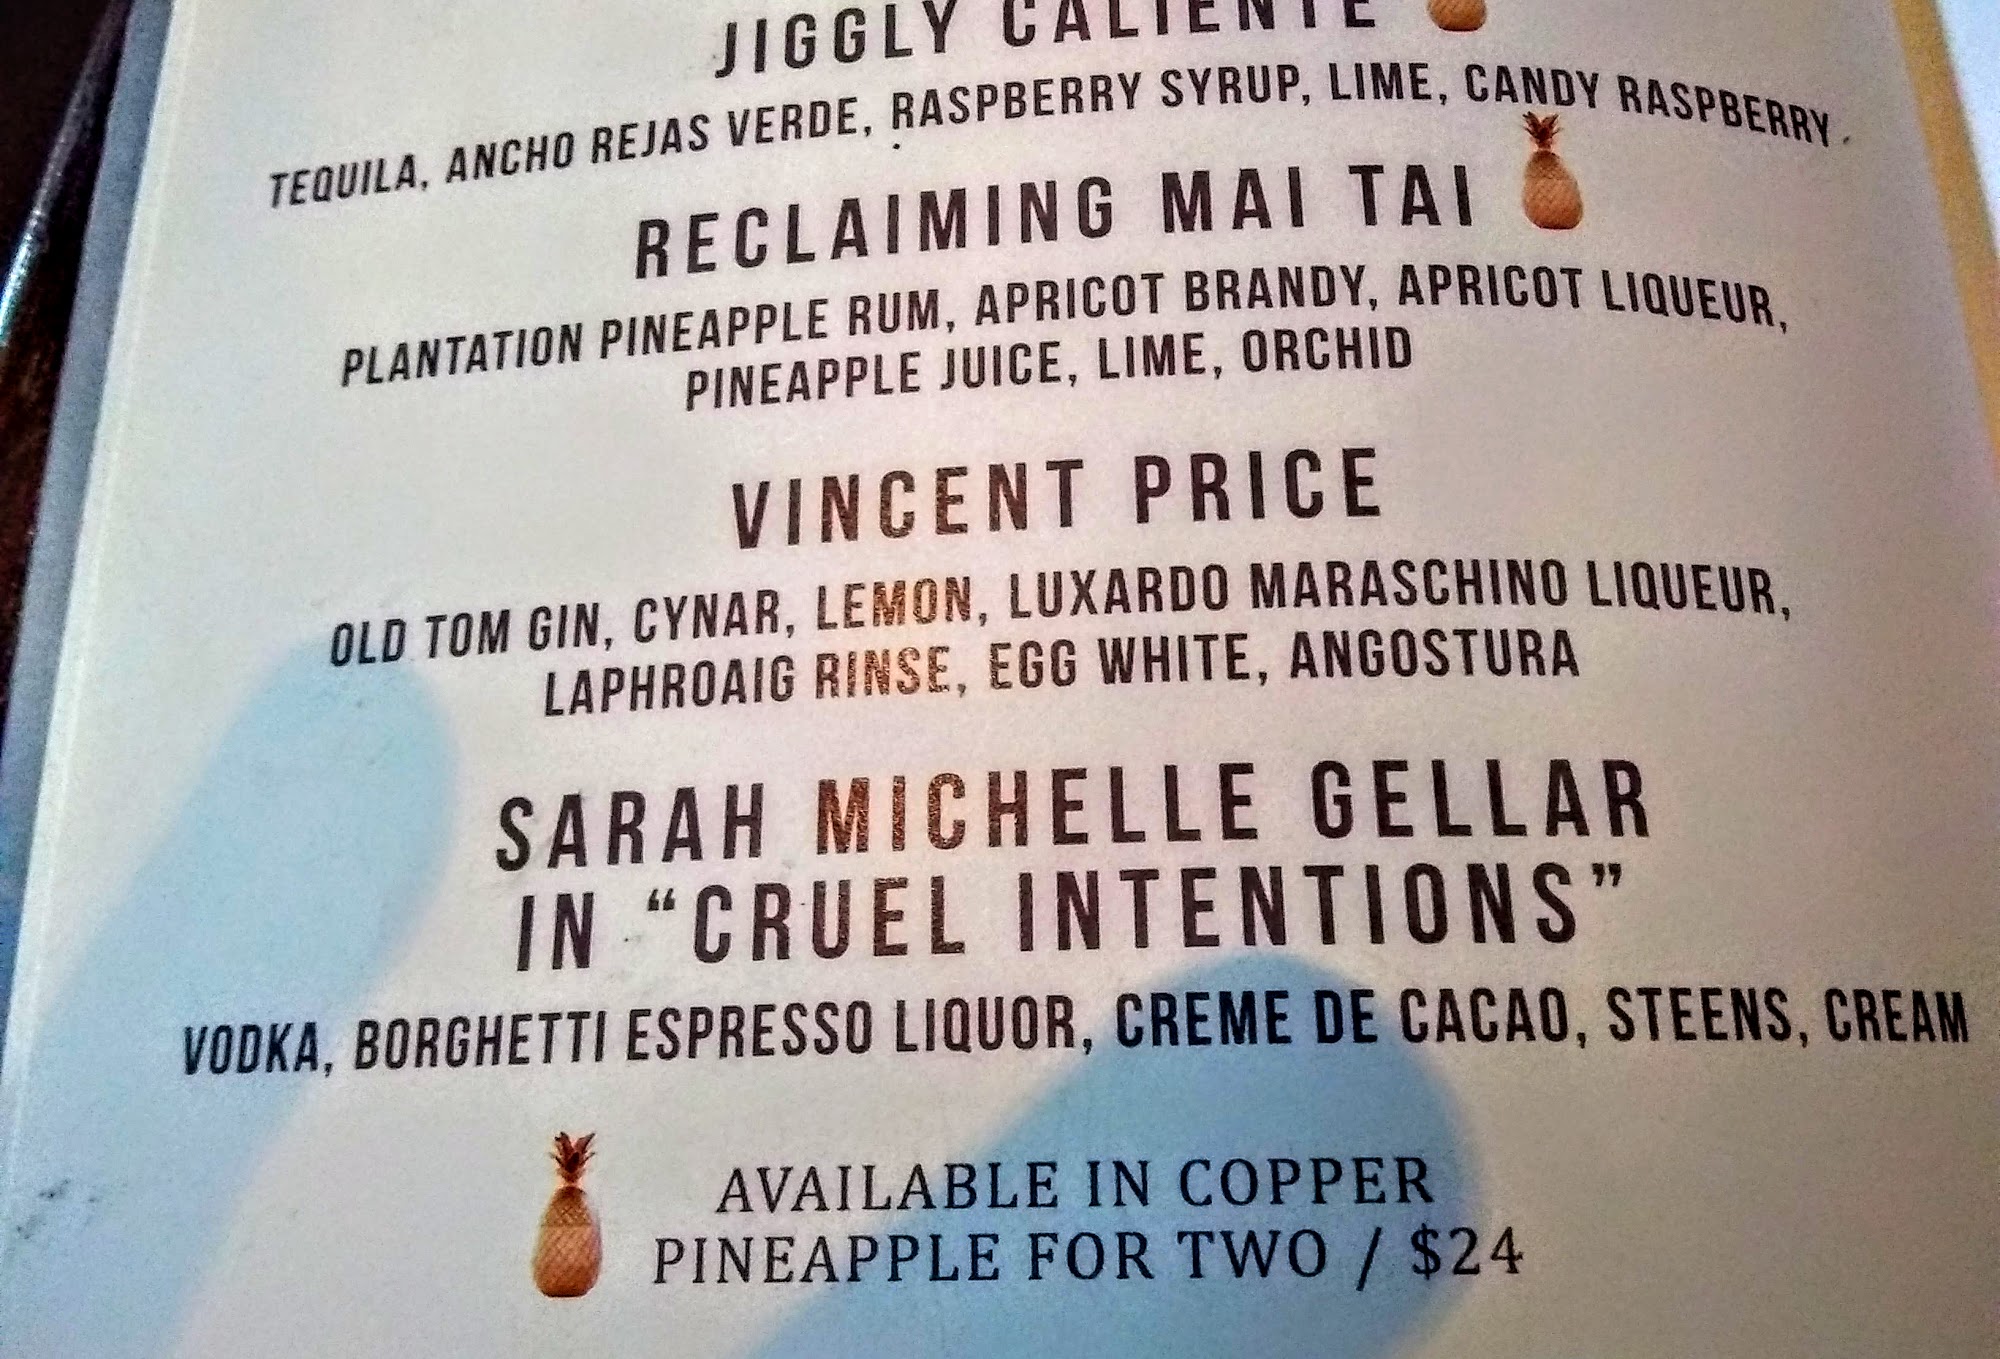 JIGGLY CALIENTE
TEQUILA, ANCHO REJAS VERDE, RASPBERRY SYRUP, LIME, CANDY RASPBERRY
RECLAIMING MAI TAI
PLANTATION PINEAPPLE RUM, APRICOT BRANDY, APRICOT LIQUEUR,
PINEAPPLE JUICE, LIME, ORCHID
VINCENT PRICE
OLD TOM GIN, CYNAR, LEMON, LUXARDO MARASCHINO LIQUEUR,
LAPHROAIG RINSE, EGG WHITE, ANGOSTURA
SARAH MICHELLE GELLAR
IN “CRUEL INTENTIONS”
VODKA, BORGHETTI ESPRESSO LIQUOR, CREME DE CACAO, STEENS, CREAM
AVAILABLE IN COPPER
PINEAPPLE FOR TWO / $24